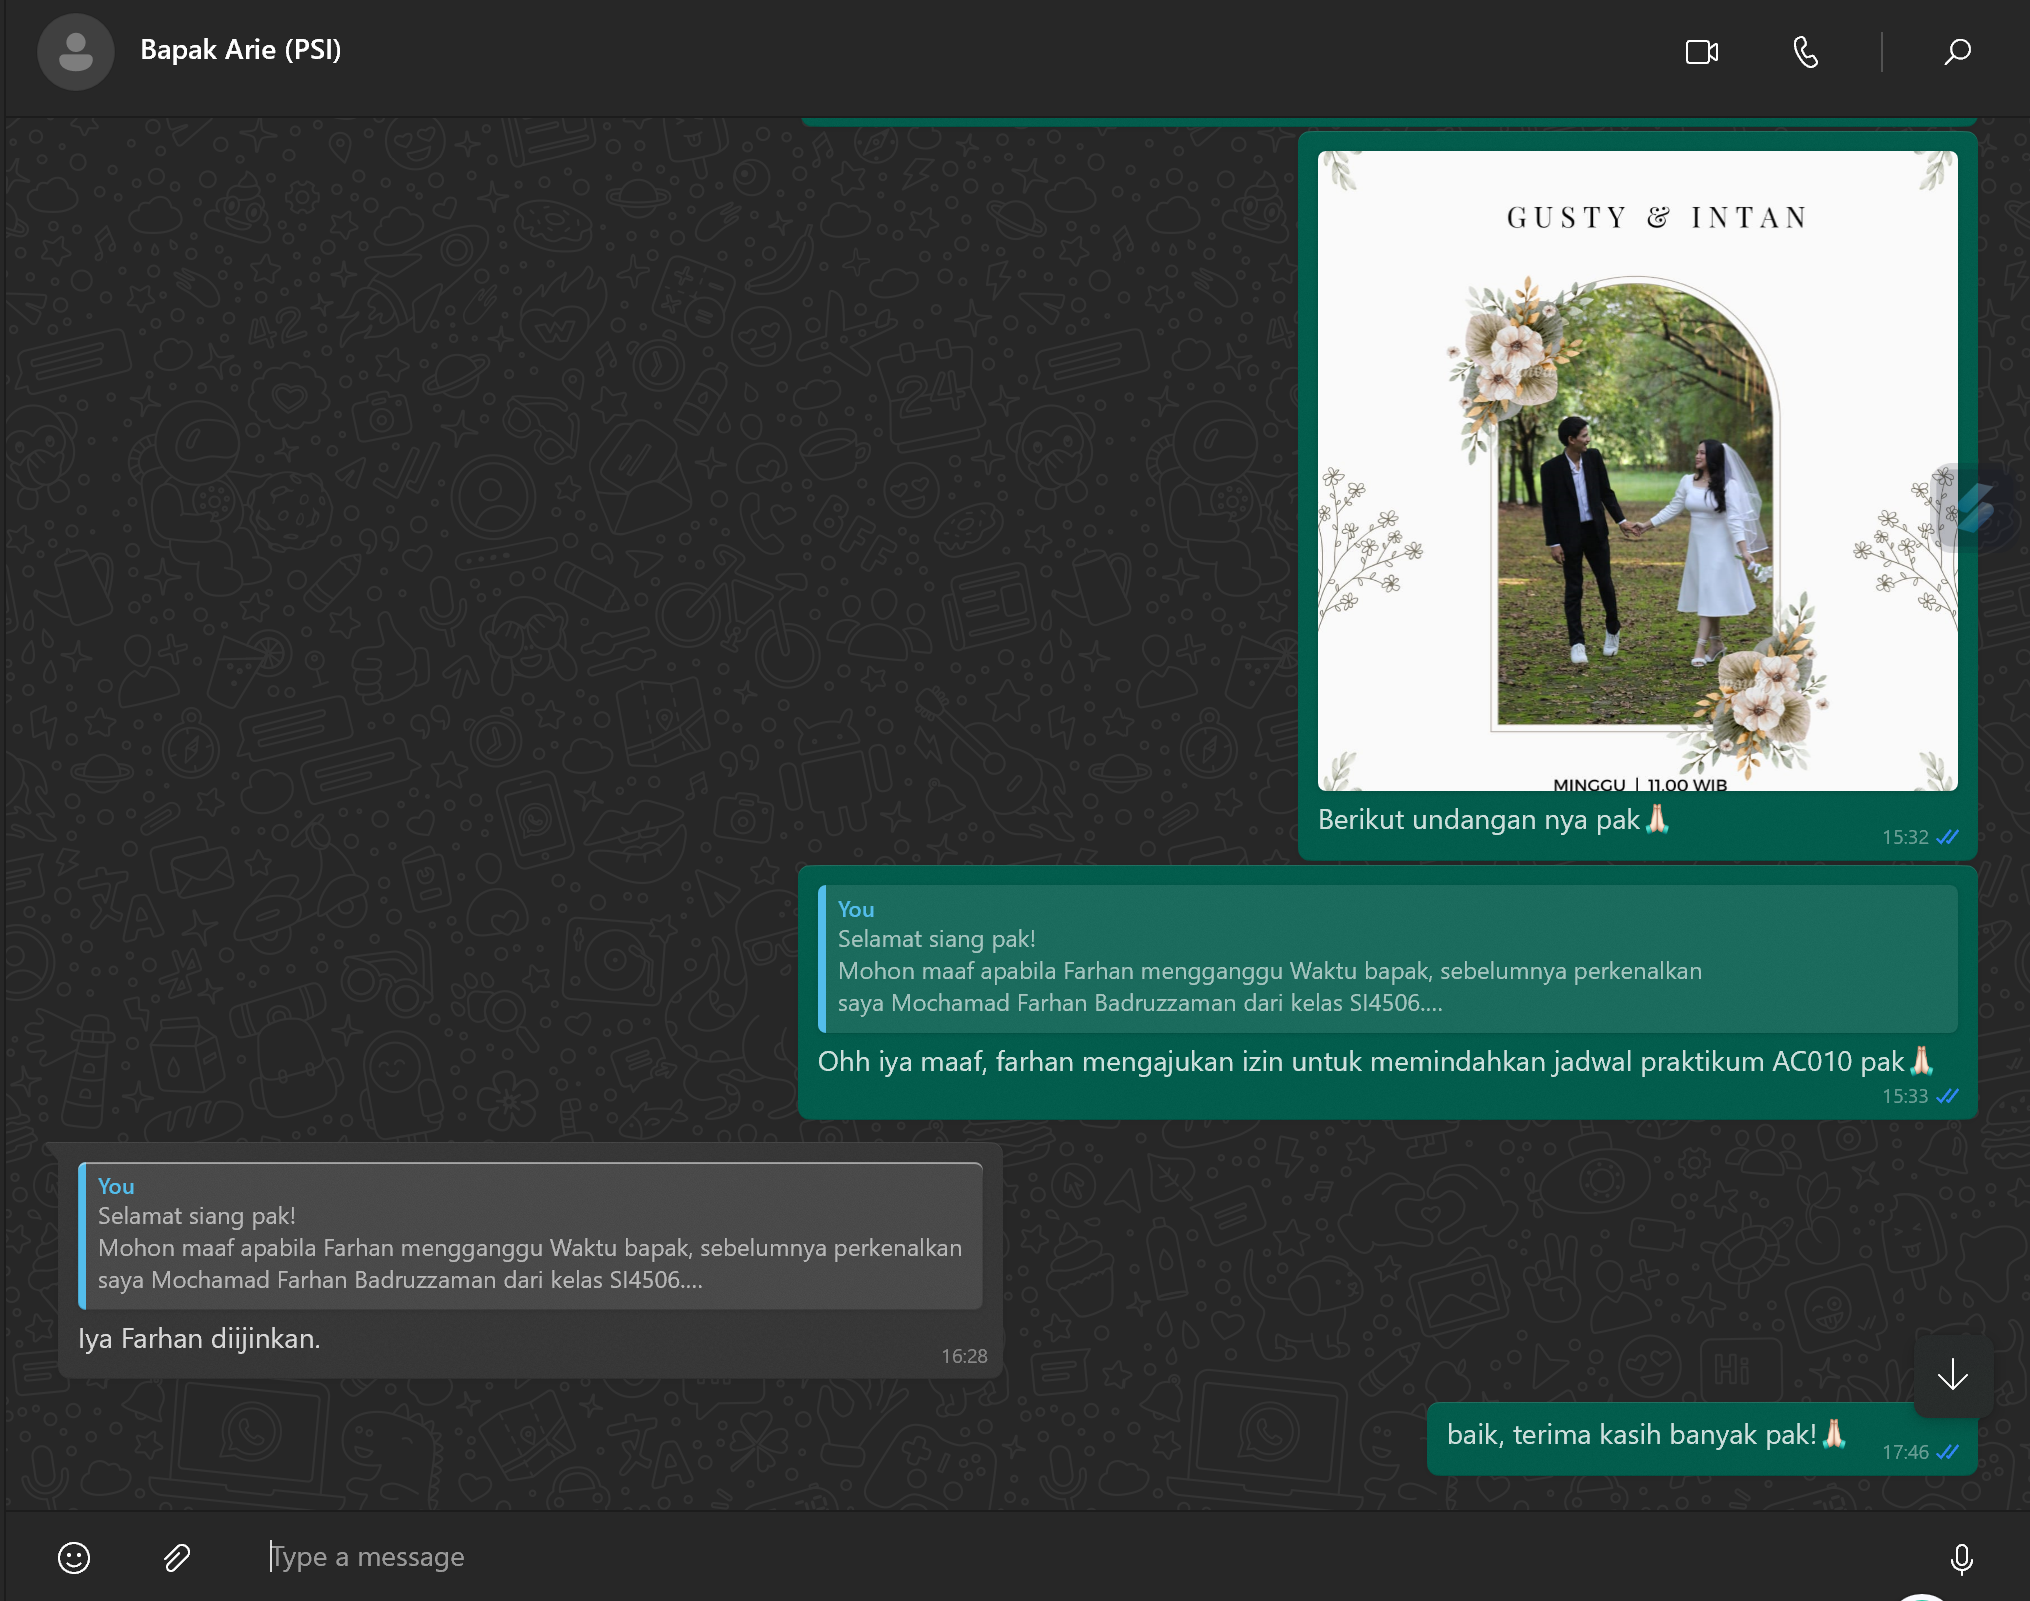 Bapak Arie (PSI)
GUSTY & INTAN
MINGGU | 11.00 WIB
Berikut undangan nya pak🙏🏻
15:32
You
Selamat siang pak!
Mohon maaf apabila Farhan mengganggu Waktu bapak, sebelumnya perkenalkan
saya Mochamad Farhan Badruzzaman dari kelas SI4506....
Ohh iya maaf, farhan mengajukan izin untuk memindahkan jadwal praktikum AC010 pak🙏🏻
15:33
You
Selamat siang pak!
Mohon maaf apabila Farhan mengganggu Waktu bapak, sebelumnya perkenalkan
saya Mochamad Farhan Badruzzaman dari kelas SI4506....
Iya Farhan diijinkan.
16:28
baik, terima kasih banyak pak!🙏🏻
17:46
Type a message